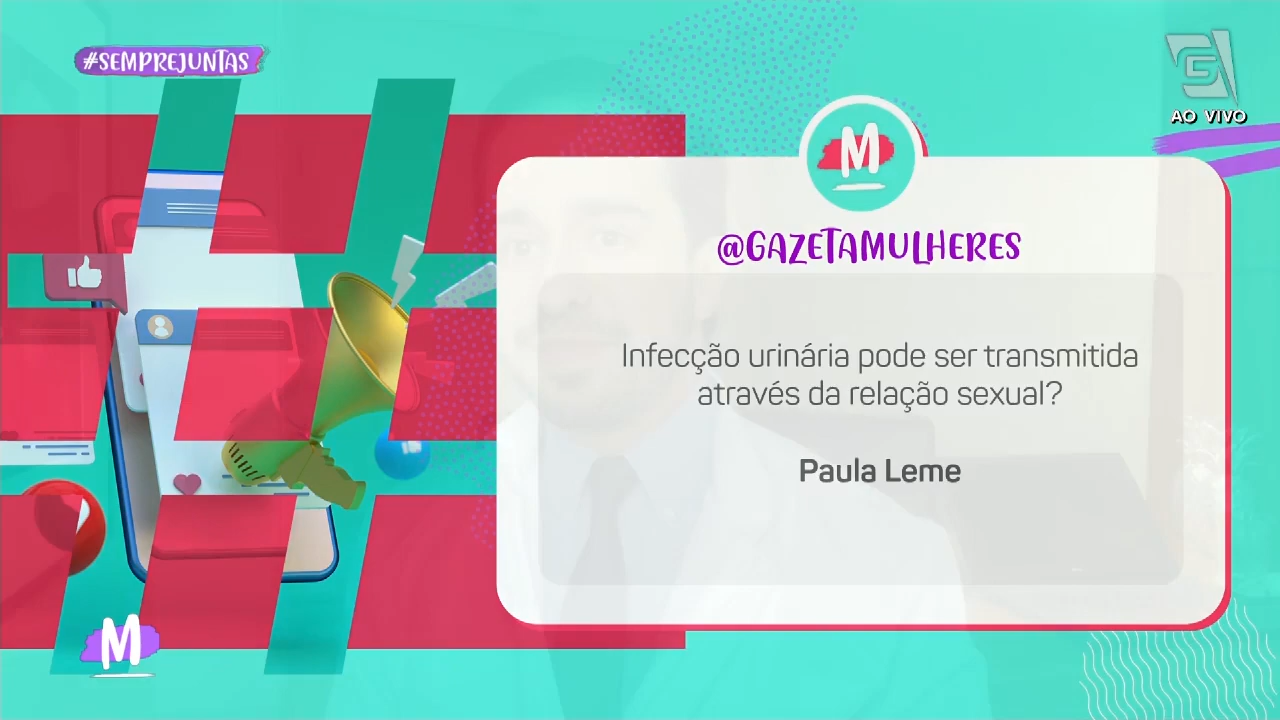 #SEMPREJUNTAS
G
AO VIVO
M
@GAZETAMULHERES
Infecção urinária pode ser transmitida
através da relação sexual?
Paula Leme
M